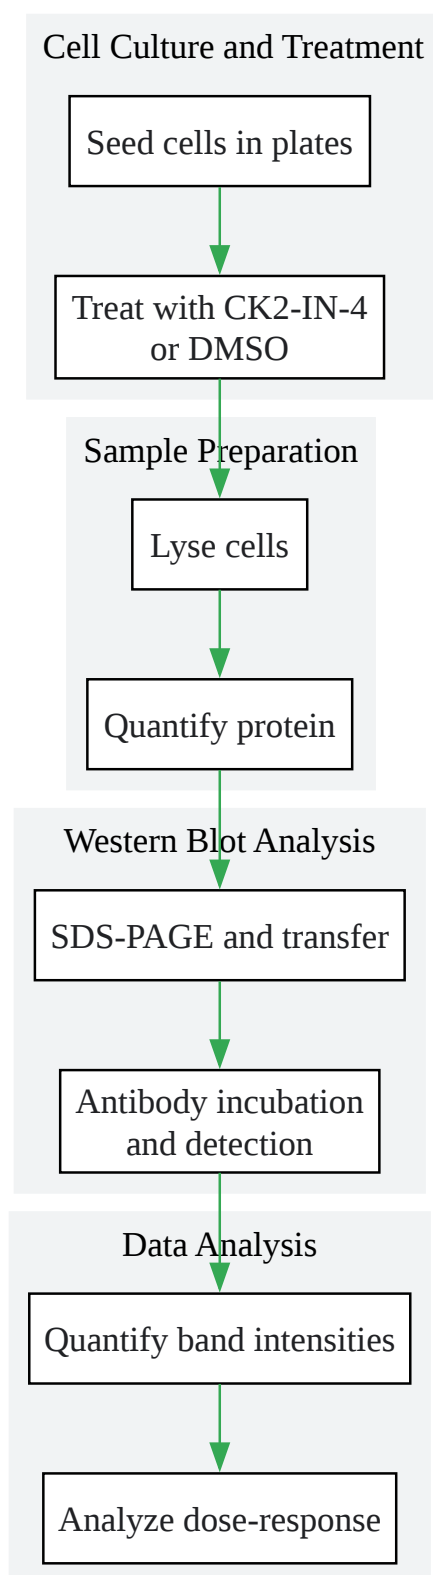 Cell Culture and Treatment
Seed cells in plates
Treat with CK2-IN-4
or DMSO
Sample Preparation
Lyse cells
Quantify protein
Western Blot Analysis
SDS-PAGE and transfer
Antibody incubation
and detection
Data Analysis
Quantify band intensities
Analyze dose-response